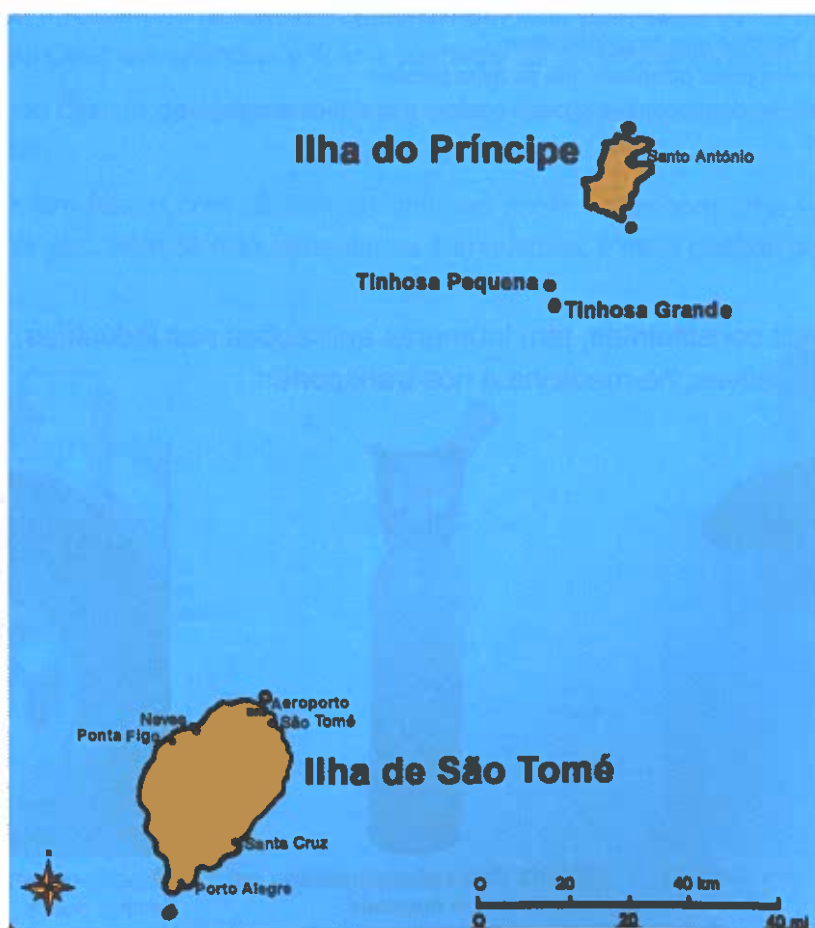 Ilha do Príncipe
Santo António
Tinhosa Pequena
Tinhosa Grande
Aeroporto
São Tomé
Neves
Ponta Figo
Ilha de São Tomé
Santa Cruz
Porto Alegre
0 20 40 km
0 20 40 mi